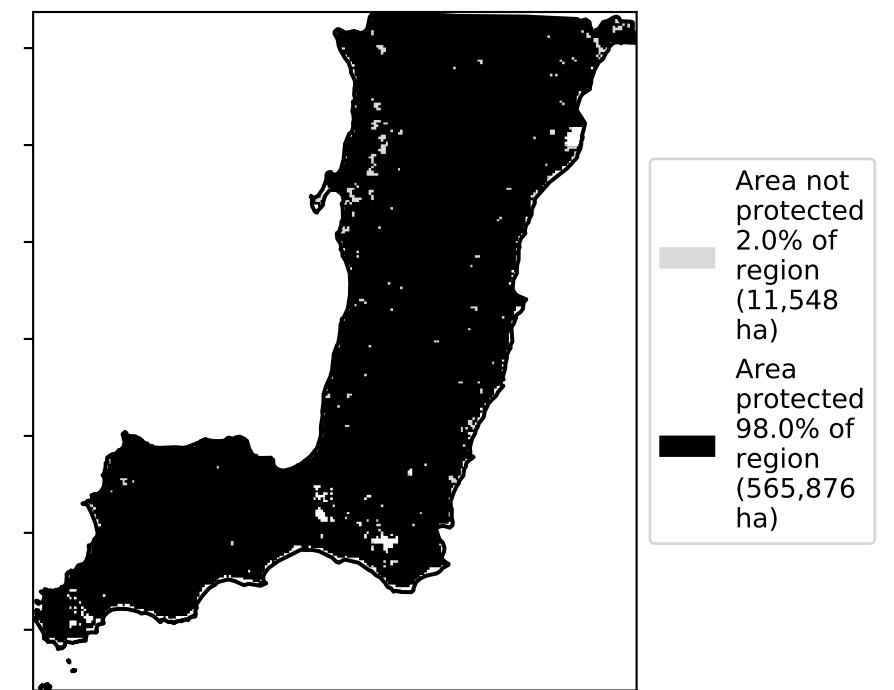 Area not
protected
2.0% of
region
(11,548
ha)
Area
protected
98.0% of
region
(565,876
ha)